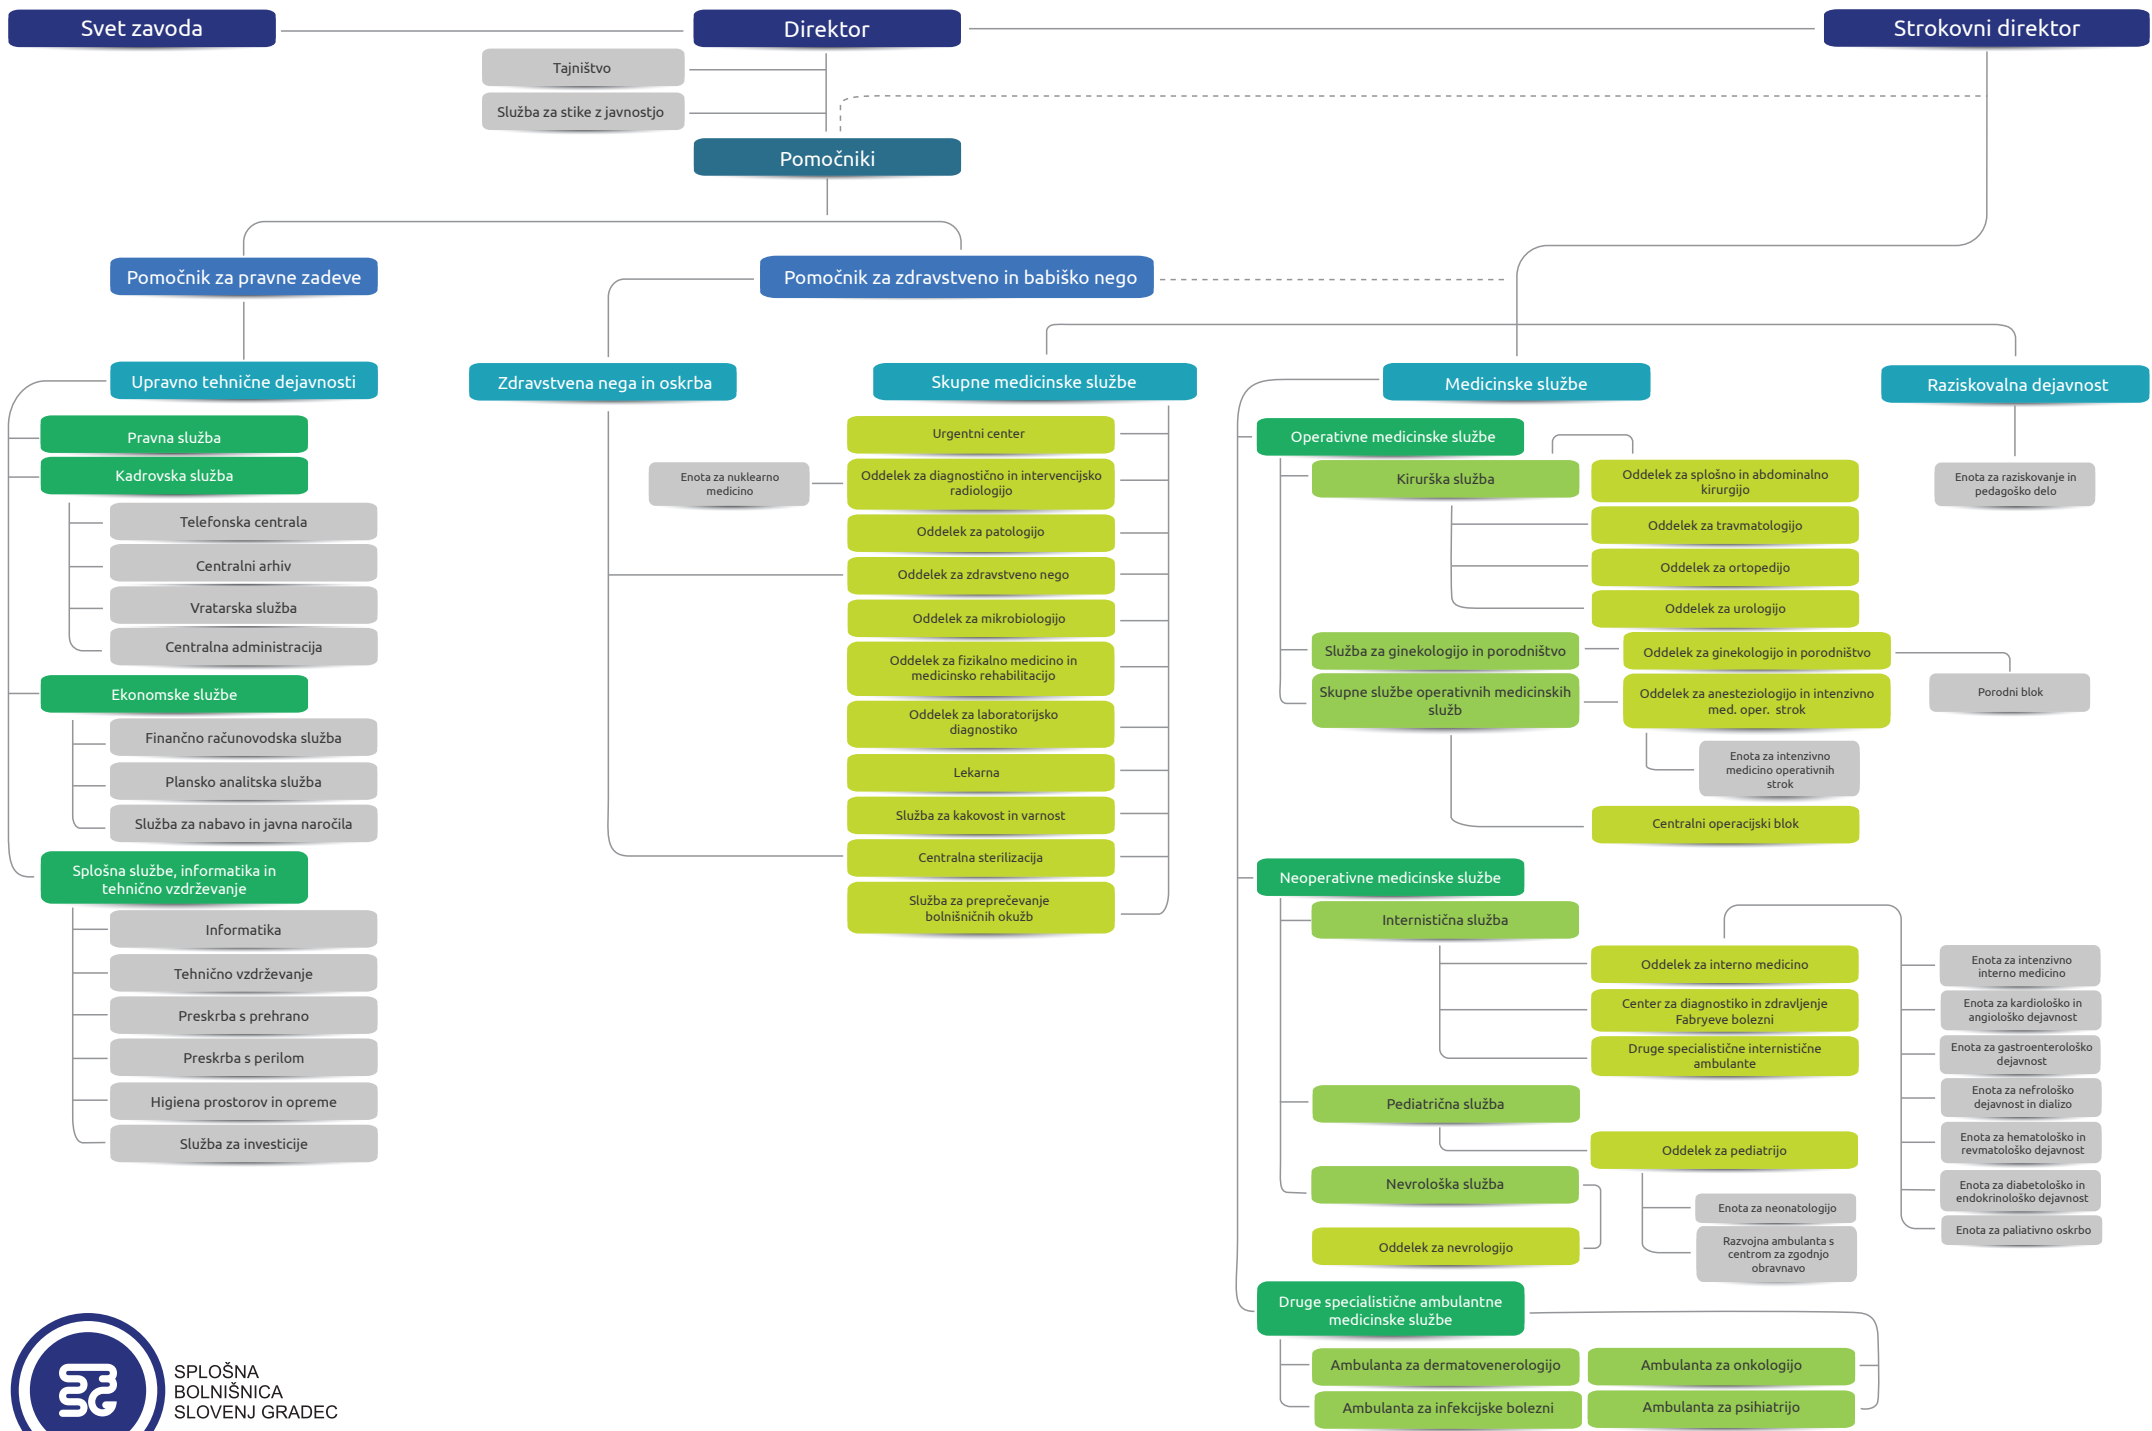 Svet zavoda
Direktor
Strokovni direktor
Tajništvo
Služba za stike z javnostjo
Pomočniki
Pomočnik za pravne zadeve
Pomočnik za zdravstveno in babiško nego
Upravno tehnične dejavnosti
Zdravstvena nega in oskrba
Skupne medicinske službe
Medicinske službe
Raziskovalna dejavnost
Pravna služba
Kadrovska služba
Telefonska centrala
Centralni arhiv
Vratarska služba
Centralna administracija
Ekonomske službe
Finančno računovodska služba
Plansko analitska služba
Služba za nabavo in javna naročila
Splošna službe, informatika in
tehnično vzdrževanje
Informatika
Tehnično vzdrževanje
Preskrba s prehrano
Preskrba s perilom
Higiena prostorov in opreme
Služba za investicije
Enota za nuklearno
medicino
Urgentni center
Oddelek za diagnostično in intervencijsko
radiologijo
Oddelek za patologijo
Oddelek za zdravstveno nego
Oddelek za mikrobiologijo
Oddelek za fizikalno medicino in
medicinsko rehabilitacijo
Oddelek za laboratorijsko
diagnostiko
Lekarna
Služba za kakovost in varnost
Centralna sterilizacija
Služba za preprečevanje
bolnišničnih okužb
Operativne medicinske službe
Kirurška služba
Oddelek za splošno in abdominalno
kirurgijo
Oddelek za travmatologijo
Oddelek za ortopedijo
Oddelek za urologijo
Služba za ginekologijo in porodništvo
Oddelek za ginekologijo in porodništvo
Porodni blok
Skupne službe operativnih medicinskih
služb
Oddelek za anesteziologijo in intenzivno
med. oper. strok
Enota za intenzivno
medicino operativnih
strok
Centralni operacijski blok
Enota za raziskovanje in
pedagoško delo
Neoperativne medicinske službe
Internistična služba
Oddelek za interno medicino
Center za diagnostiko in zdravljenje
Fabryeve bolezni
Druge specialistične internistične
ambulante
Enota za intenzivno
interno medicino
Enota za kardiološko in
angiološko dejavnost
Enota za gastroenterološko
dejavnost
Enota za nefrološko
dejavnost in dializo
Enota za hematološko in
revmatološko dejavnost
Enota za diabetološko in
endokrinološko dejavnost
Enota za paliativno oskrbo
Pediatrična služba
Oddelek za pediatrijo
Enota za neonatologijo
Razvojna ambulanta s
centrom za zgodnjo
obravnavo
Nevrološka služba
Oddelek za nevrologijo
Druge specialistične ambulantne
medicinske službe
Ambulanta za dermatovenerologijo
Ambulanta za onkologijo
Ambulanta za infekcijske bolezni
Ambulanta za psihiatrijo
SPLOŠNA
BOLNIŠNICA
SLOVENJ GRADEC